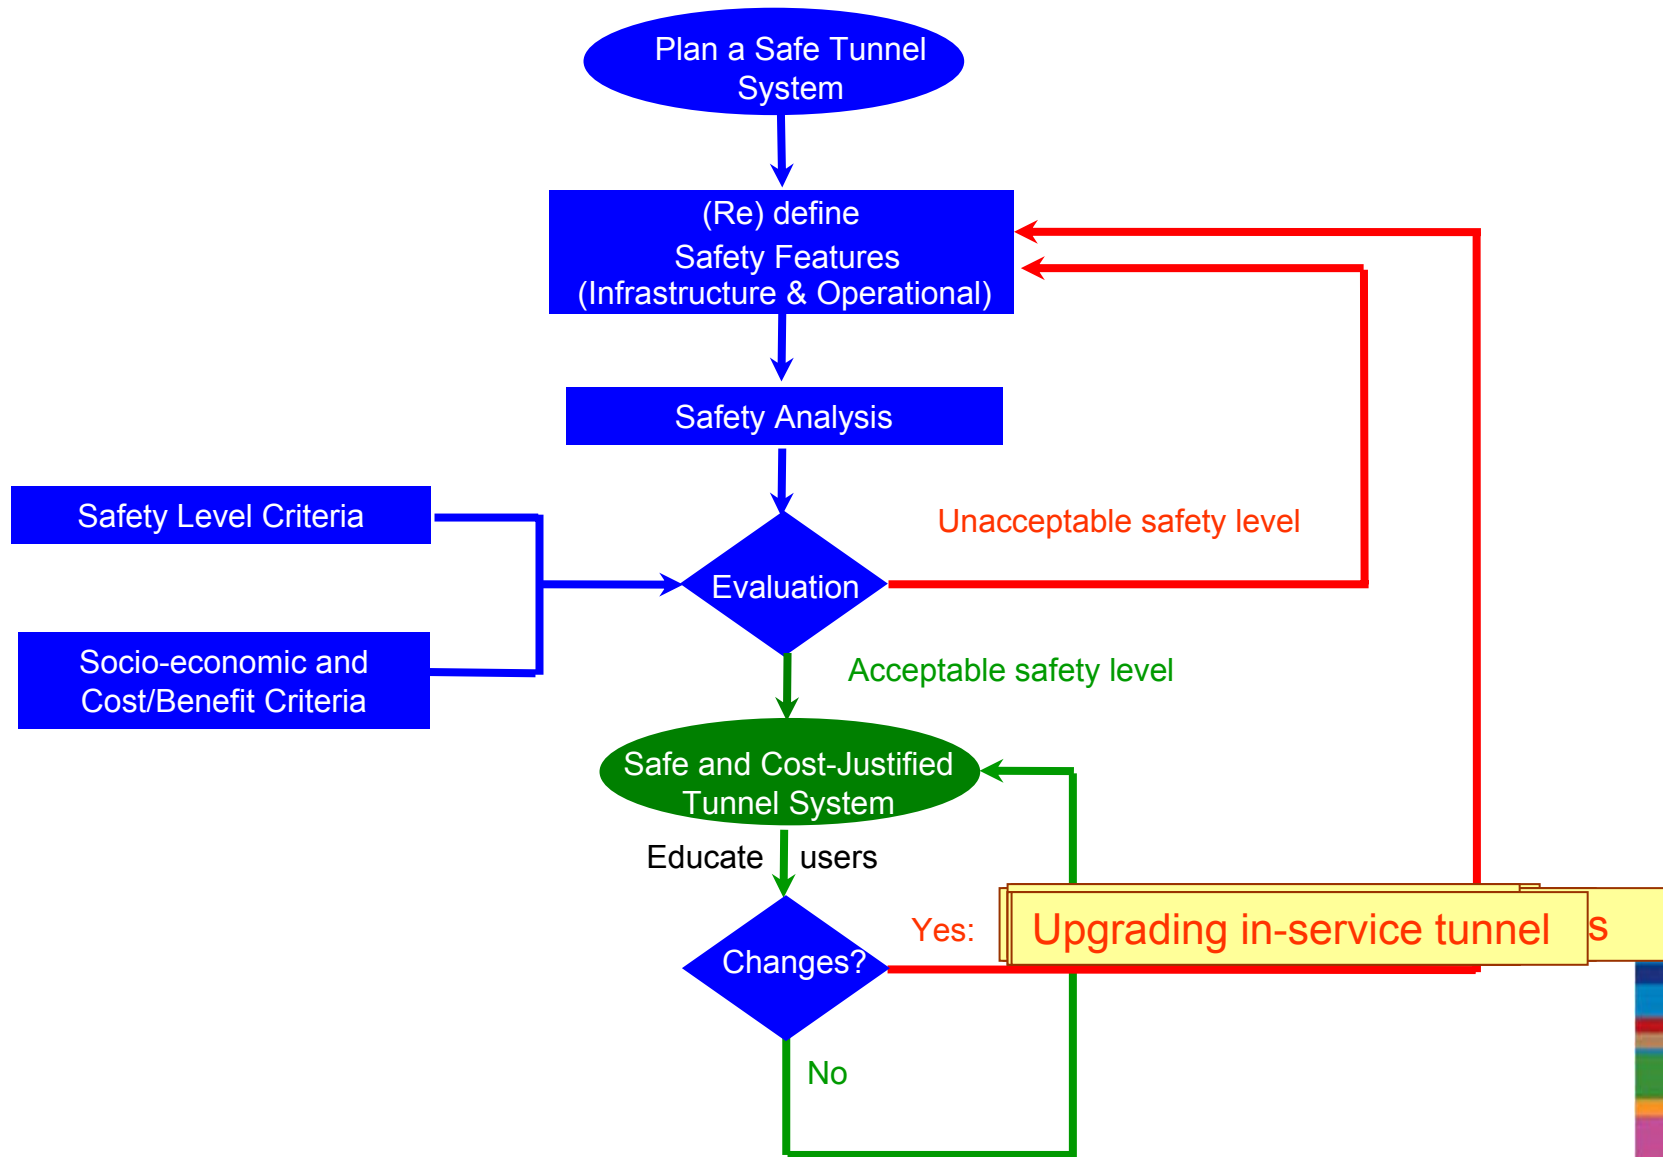 Plan a Safe Tunnel
System
(Re) define
Safety Features
(Infrastructure & Operational)
Safety Analysis
Safety Level Criteria
Unacceptable safety level
Evaluation
Socio-economic and
Cost/Benefit Criteria
Acceptable safety level
Safe and Cost-Justified
Tunnel System
Educate users
Changes?
Yes:
Upgrading in-service tunnel
s
No